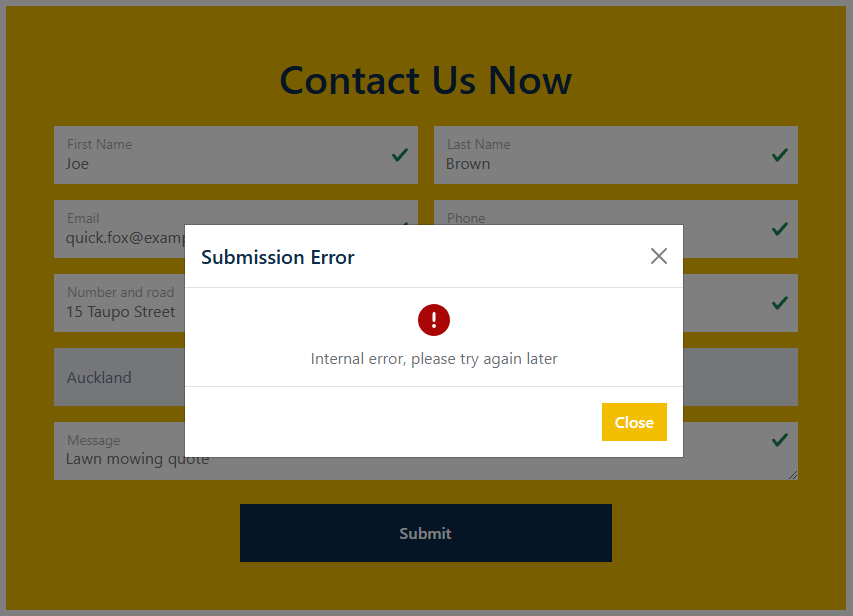 Contact Us Now
First Name
Joe
Last Name
Brown
Email
quick.fox@examp
Phone
Submission Error
Number and road
15 Taupo Street
Internal error, please try again later
Auckland
Close
Message
Lawn mowing quote
Submit